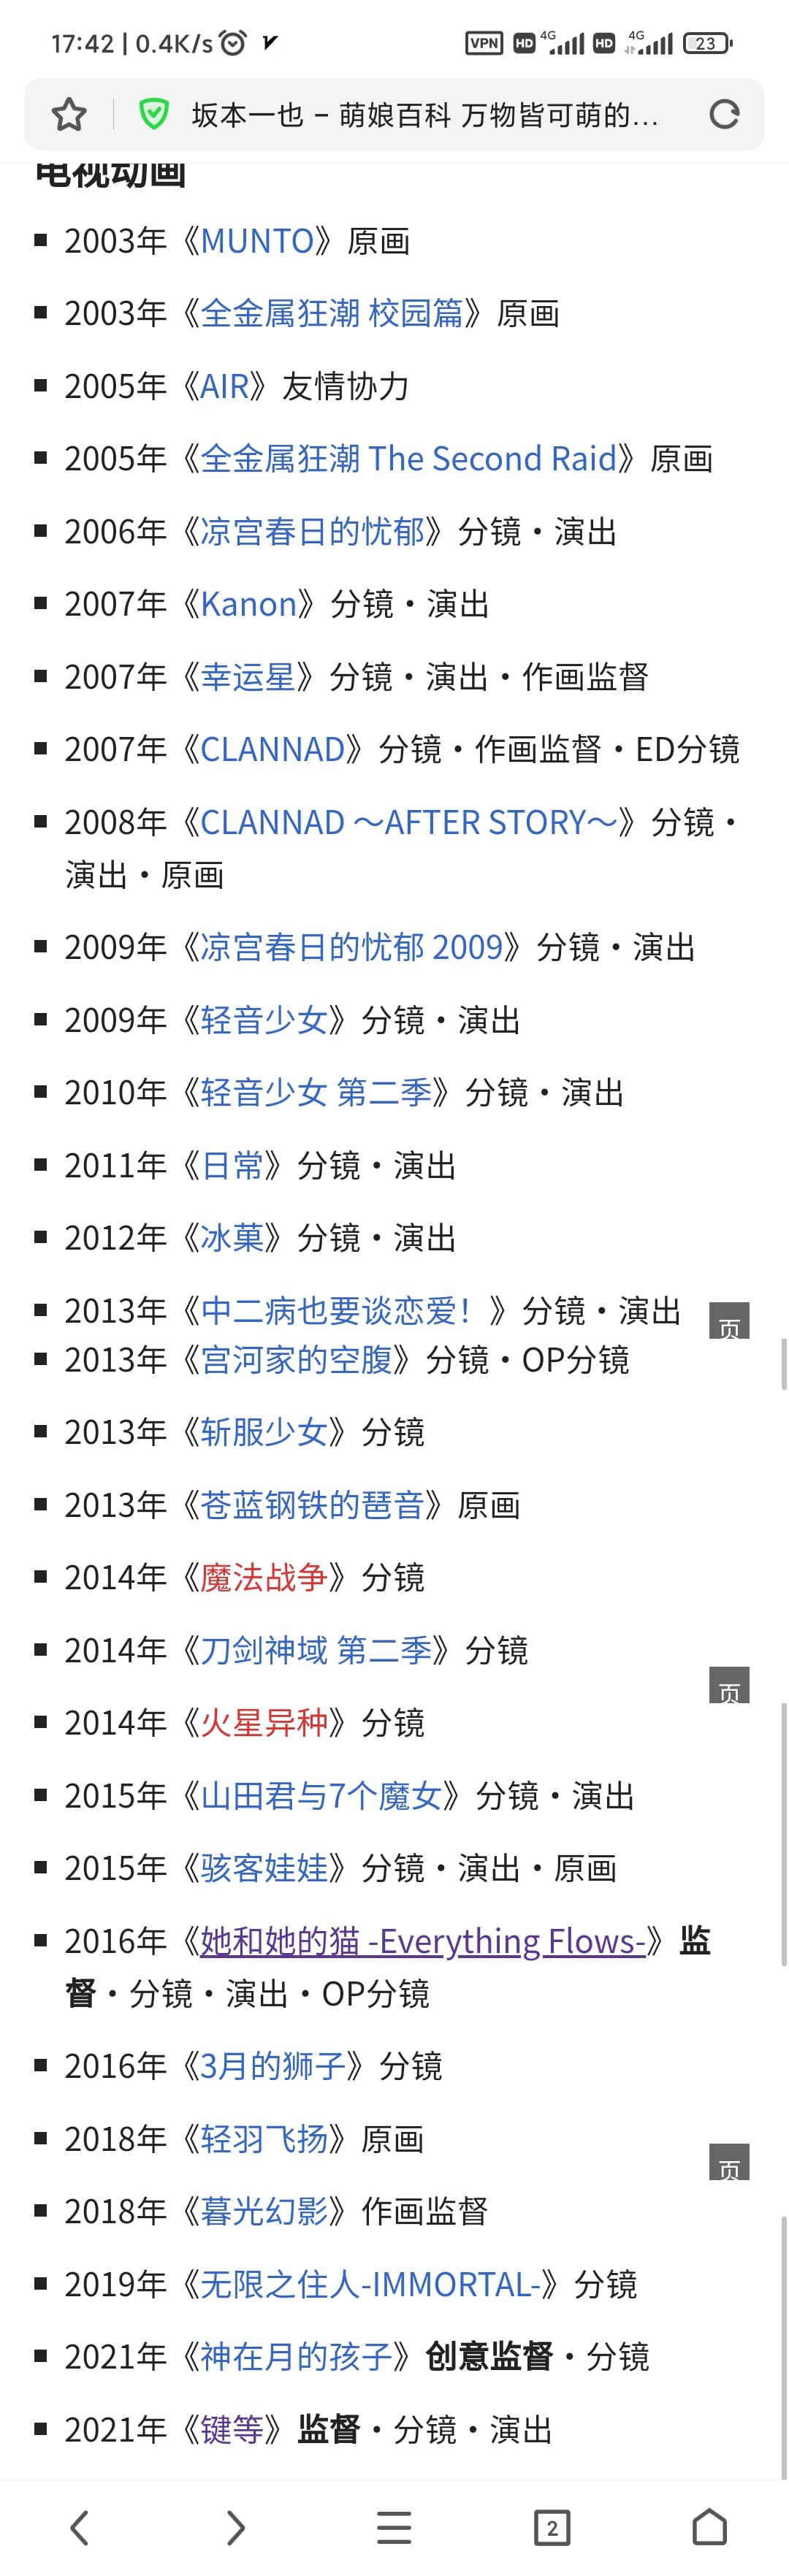 17:42 | 0.4K/s
VPN HD 4G HD 4G 23
坂本一也 – 萌娘百科 万物皆可萌的...
电视动画
2003年《MUNTO》原画
2003年《全金属狂潮 校园篇》原画
2005年《AIR》友情协力
2005年《全金属狂潮 The Second Raid》原画
2006年《凉宫春日的忧郁》分镜・演出
2007年《Kanon》分镜・演出
2007年《幸运星》分镜・演出・作画监督
2007年《CLANNAD》分镜・作画监督・ED分镜
2008年《CLANNAD ～AFTER STORY～》分镜・
演出・原画
2009年《凉宫春日的忧郁 2009》分镜・演出
2009年《轻音少女》分镜・演出
2010年《轻音少女 第二季》分镜・演出
2011年《日常》分镜・演出
2012年《冰菓》分镜・演出
2013年《中二病也要谈恋爱！》分镜・演出
页
2013年《宫河家的空腹》分镜・OP分镜
2013年《斩服少女》分镜
2013年《苍蓝钢铁的琶音》原画
2014年《魔法战争》分镜
2014年《刀剑神域 第二季》分镜
页
2014年《火星异种》分镜
2015年《山田君与7个魔女》分镜・演出
2015年《骇客娃娃》分镜・演出・原画
2016年《她和她的猫 -Everything Flows-》监
督・分镜・演出・OP分镜
2016年《3月的狮子》分镜
2018年《轻羽飞扬》原画
页
2018年《暮光幻影》作画监督
2019年《无限之住人-IMMORTAL-》分镜
2021年《神在月的孩子》创意监督・分镜
2021年《键等》监督・分镜・演出
2